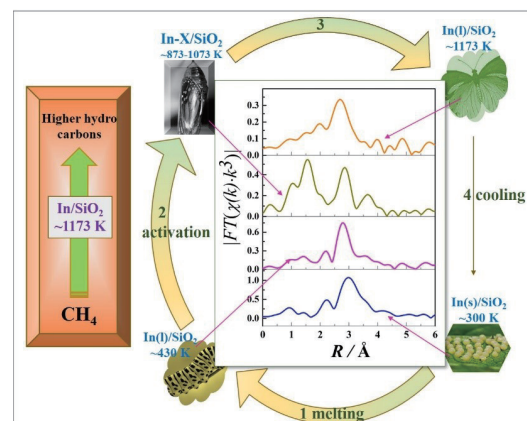 3
In-X/SiO2
~873-1073 K
In(l)/SiO2
~1173 K
Higher hydro
carbons
In/SiO2
~1173 K
CH4
2
activation
4 cooling
|FT(χ(k)·k³)|
0.3
0.2
0.1
0.0
0.4
0.2
0.0
0.6
0.3
0.0
1.0
0.5
0.0
0 1 2 3 4 5 6
R / Å
In(l)/SiO2
~430 K
In(s)/SiO2
~300 K
1 melting